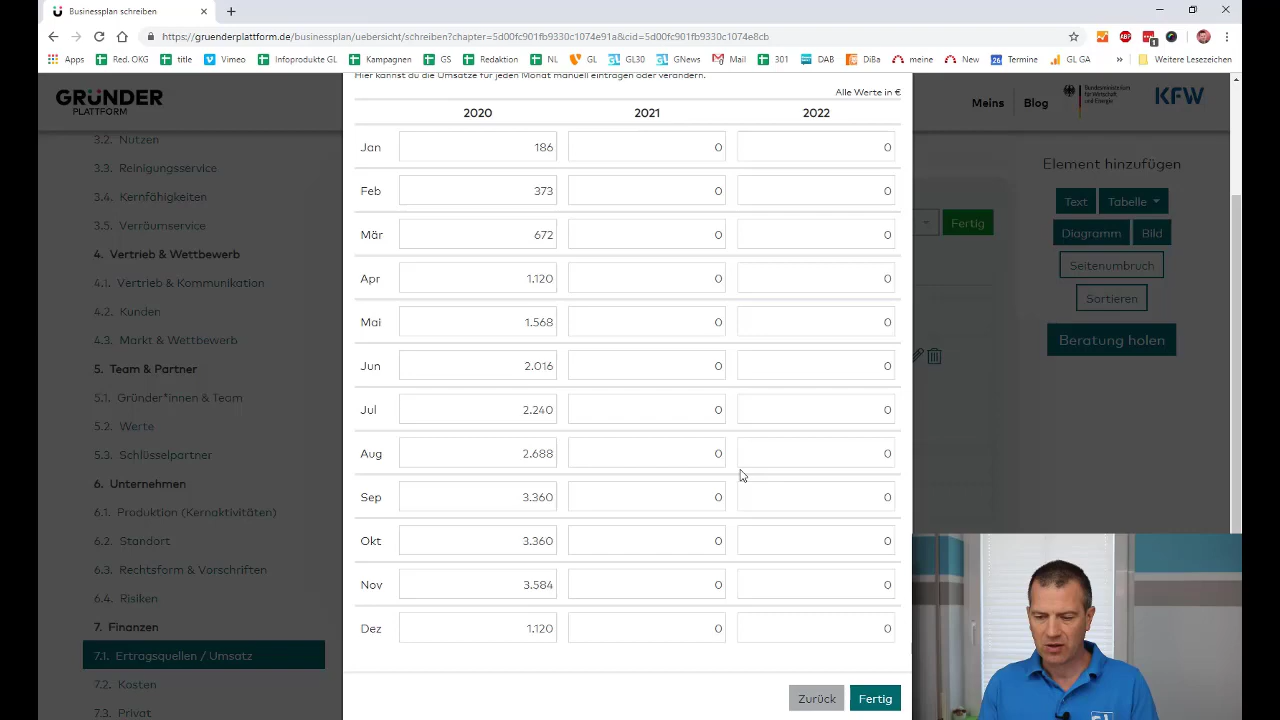 Businessplan schreiben
https://gruenderplattform.de/businessplan/uebersicht/schreiben?chapter=5d00fc901fb9330c1074e91a&cid=5d00fc901fb9330c1074e8cb
Apps Red. OKG title Vimeo Infoprodukte GL Kampagnen GS Redaktion NL GL GL30 GNews Mail 301 DAB DiBa meine New Termine GL GA » Weitere Lesezeichen
Hier kannst du die Umsätze für jeden Monat manuell eintragen oder verändern.
Alle Werte in €
GRÜNDER
PLATTFORM
Meins Blog
Bundesministerium
für Wirtschaft
und Energie
KFW
3.2. Nutzen
3.3. Reinigungsservice
3.4. Kernfähigkeiten
3.5. Verräumservice
4. Vertrieb & Wettbewerb
4.1. Vertrieb & Kommunikation
4.2. Kunden
4.3. Markt & Wettbewerb
5. Team & Partner
5.1. Gründer*innen & Team
5.2. Werte
5.3. Schlüsselpartner
6. Unternehmen
6.1. Produktion (Kernaktivitäten)
6.2. Standort
6.3. Rechtsform & Vorschriften
6.4. Risiken
7. Finanzen
7.1. Ertragsquellen / Umsatz
7.2. Kosten
7.3. Privat
2020 2021 2022
Jan 186 0 0
Feb 373 0 0
Mär 672 0 0
Apr 1.120 0 0
Mai 1.568 0 0
Jun 2.016 0 0
Jul 2.240 0 0
Aug 2.688 0 0
Sep 3.360 0 0
Okt 3.360 0 0
Nov 3.584 0 0
Dez 1.120 0 0
Zurück Fertig
Fertig
Element hinzufügen
Text Tabelle
Diagramm Bild
Seitenumbruch
Sortieren
Beratung holen